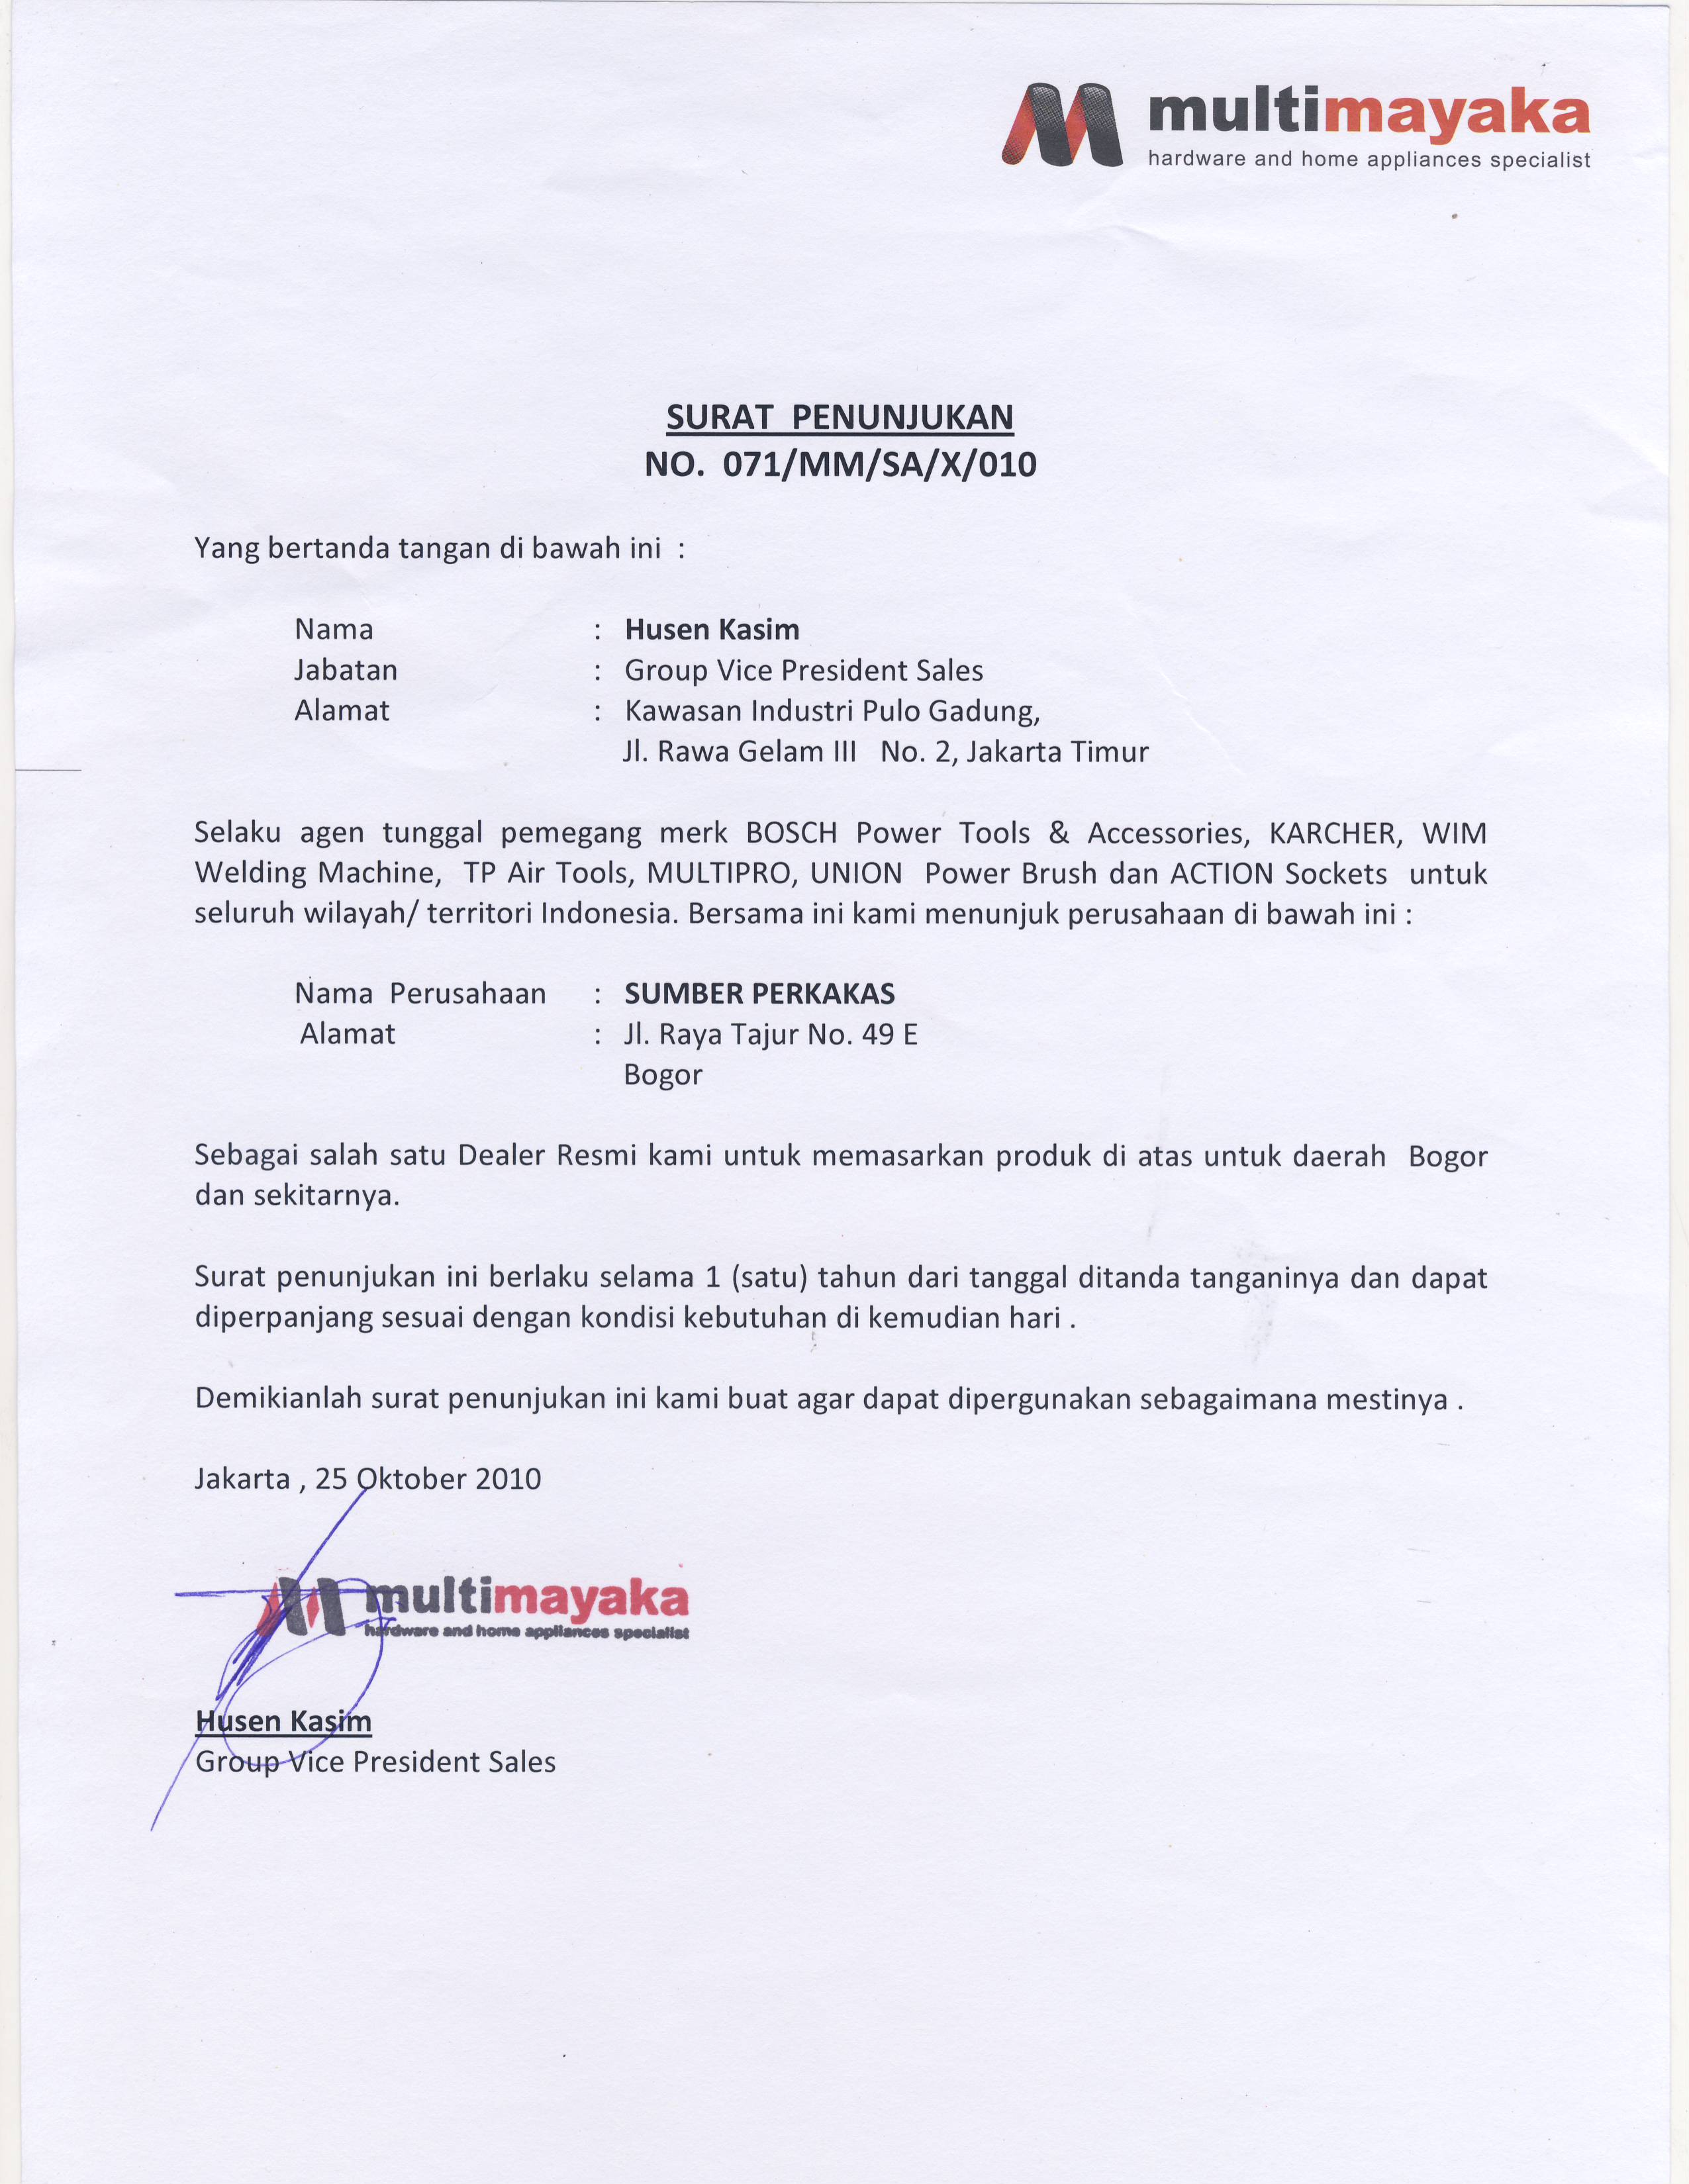 multimayaka
hardware and home appliances specialist
SURAT PENUNJUKAN
NO. 071/MM/SA/X/010
Yang bertanda tangan di bawah ini :
Nama : Husen Kasim
Jabatan : Group Vice President Sales
Alamat : Kawasan Industri Pulo Gadung,
Jl. Rawa Gelam III No. 2, Jakarta Timur
Selaku agen tunggal pemegang merk BOSCH Power Tools & Accessories, KARCHER, WIM
Welding Machine, TP Air Tools, MULTIPRO, UNION Power Brush dan ACTION Sockets untuk
seluruh wilayah/ territori Indonesia. Bersama ini kami menunjuk perusahaan di bawah ini :
Nama Perusahaan : SUMBER PERKAKAS
Alamat : Jl. Raya Tajur No. 49 E
Bogor
Sebagai salah satu Dealer Resmi kami untuk memasarkan produk di atas untuk daerah Bogor
dan sekitarnya.
Surat penunjukan ini berlaku selama 1 (satu) tahun dari tanggal ditanda tanganinya dan dapat
diperpanjang sesuai dengan kondisi kebutuhan di kemudian hari .
Demikianlah surat penunjukan ini kami buat agar dapat dipergunakan sebagaimana mestinya .
Jakarta , 25 Oktober 2010
multimayaka
hardware and home appliances specialist
Husen Kasim
Group Vice President Sales